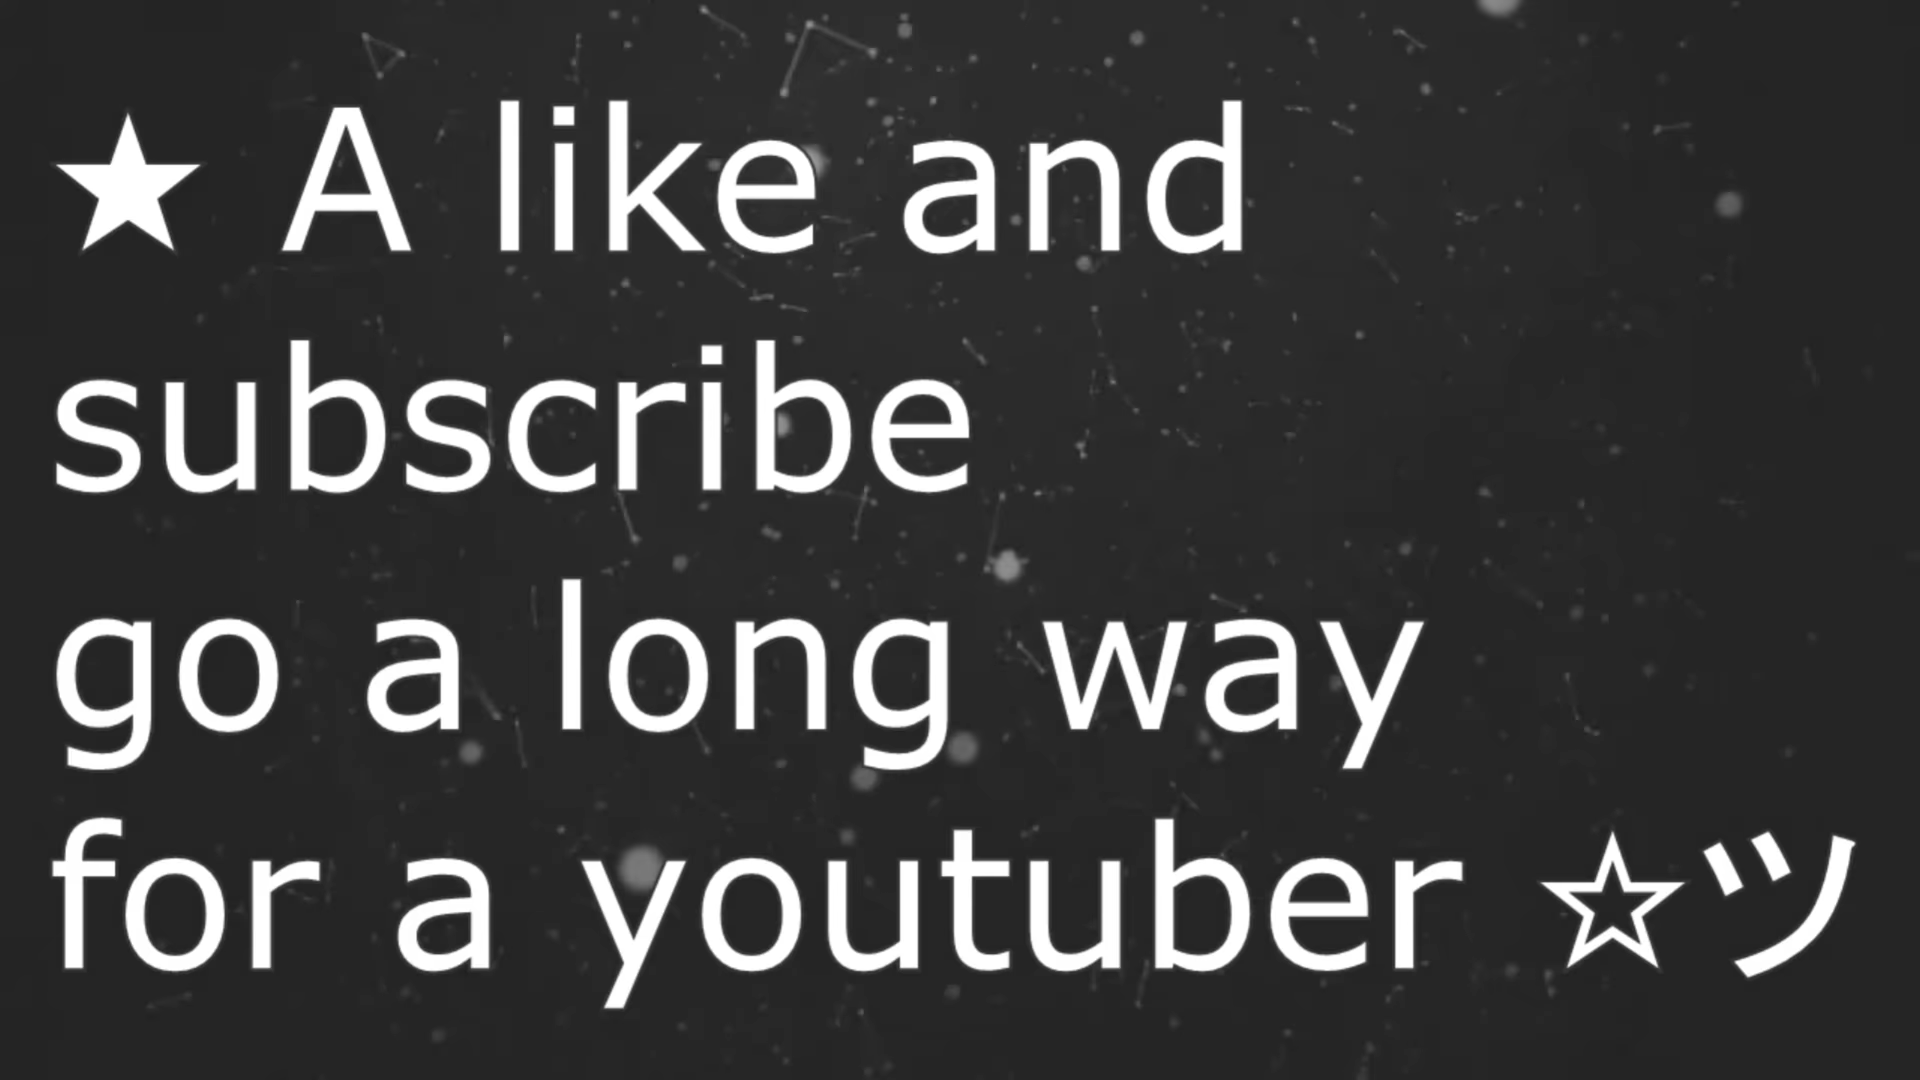 ★ A like and
subscribe
go a long way
for a youtuber ☆ツ